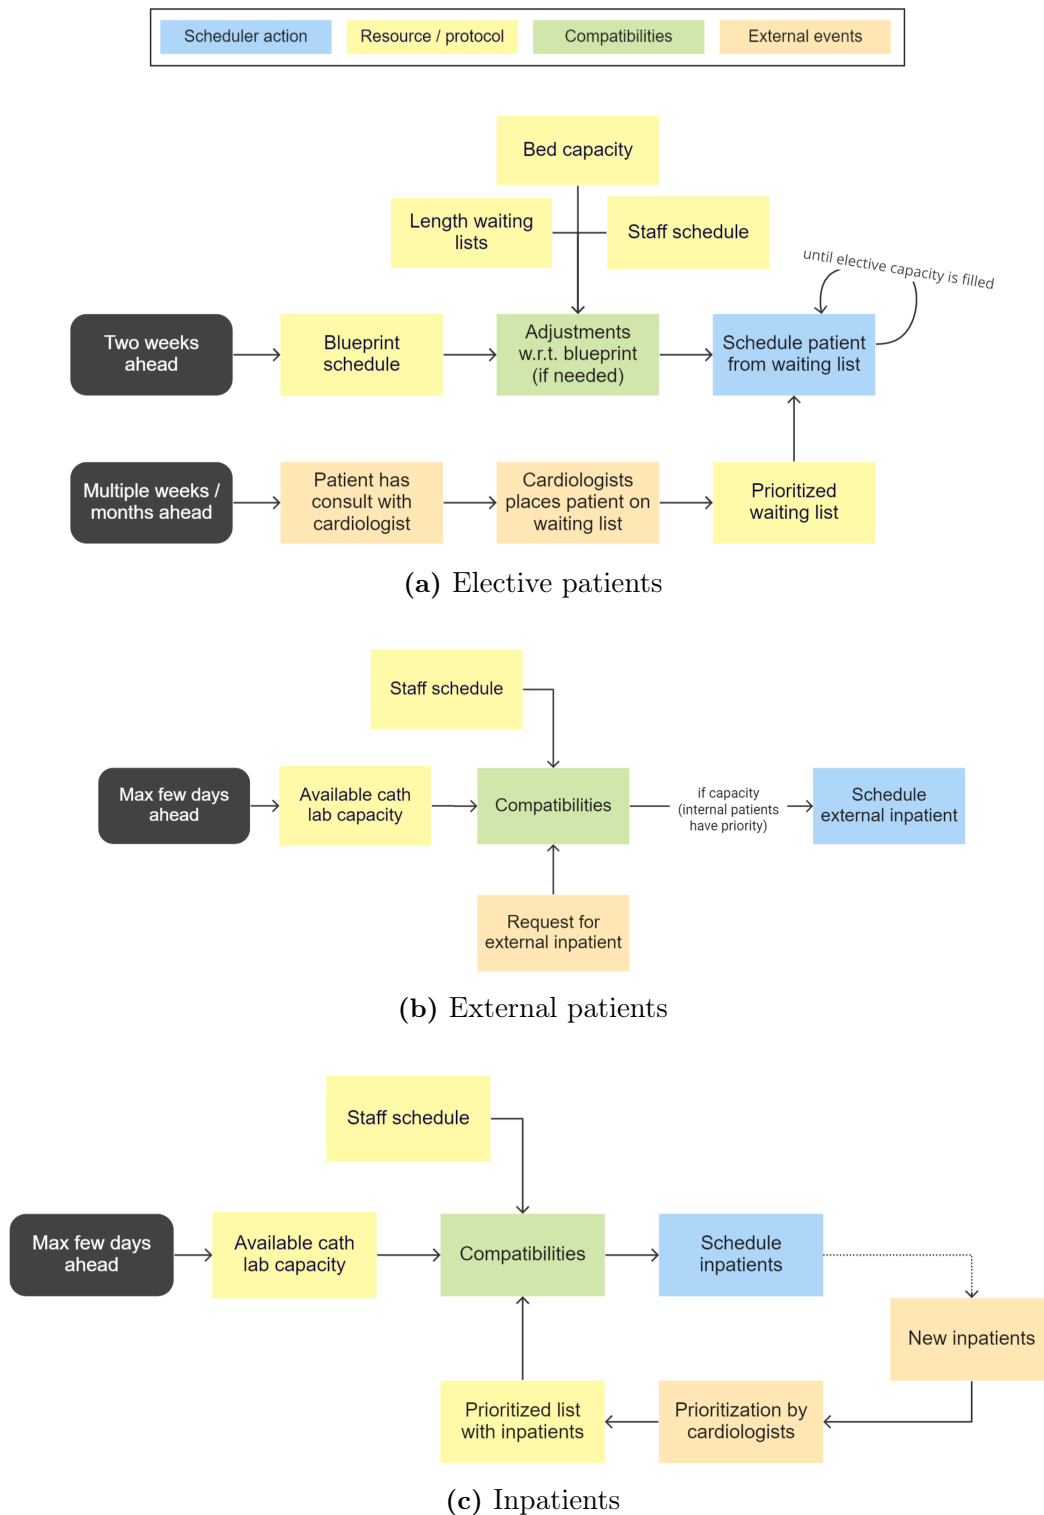 Scheduler action
Resource / protocol
Compatibilities
External events
Bed capacity
Length waiting
lists
Staff schedule
until elective capacity is filled
Two weeks
ahead
Blueprint
schedule
Adjustments
w.r.t. blueprint
(if needed)
Schedule patient
from waiting list
Multiple weeks /
months ahead
Patient has
consult with
cardiologist
Cardiologists
places patient on
waiting list
Prioritized
waiting list
(a) Elective patients
Staff schedule
Max few days
ahead
Available cath
lab capacity
Compatibilities
if capacity
(internal patients
have priority)
Schedule
external inpatient
Request for
external inpatient
(b) External patients
Staff schedule
Max few days
ahead
Available cath
lab capacity
Compatibilities
Schedule
inpatients
New inpatients
Prioritized list
with inpatients
Prioritization by
cardiologists
(c) Inpatients